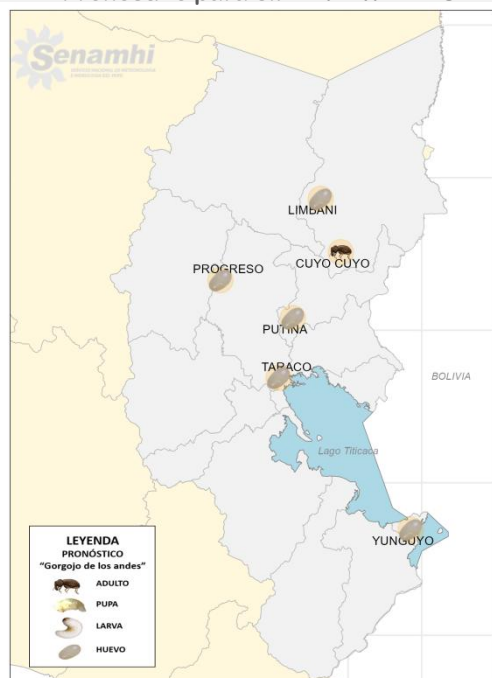 Senamhi
LIMBANI
CUYO CUYO
PROGRESO
PUTINA
TARACO
BOLIVIA
Lago Titicaca
YUNGUYO
LEYENDA
PRONÓSTICO
"Gorgojo de los andes"
ADULTO
PUPA
LARVA
HUEVO